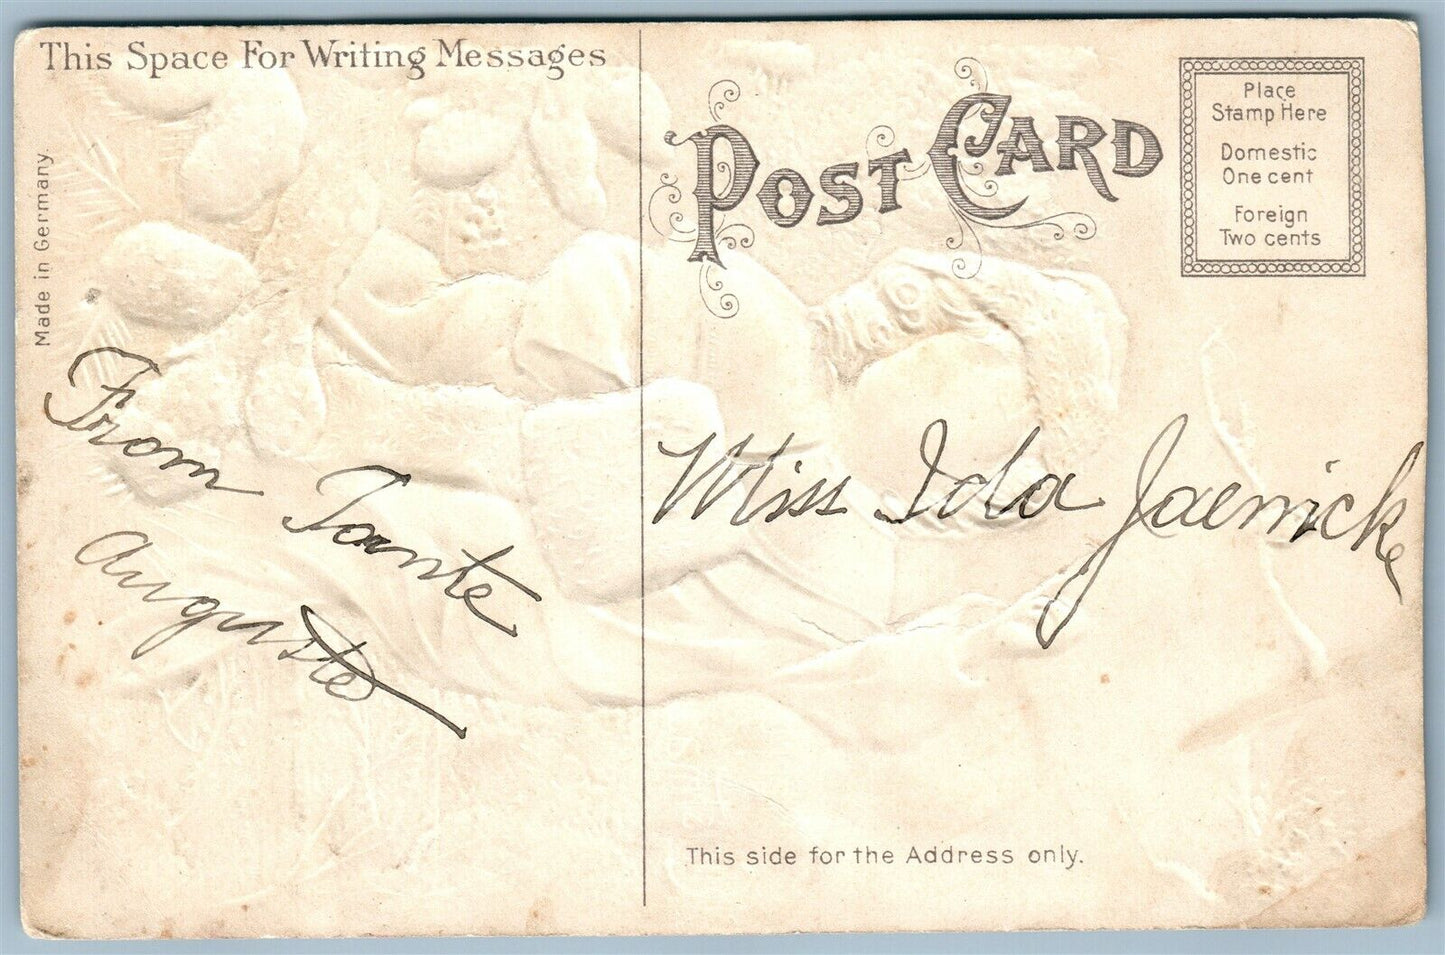 This Space For Writing Messages
Made in Germany.
From Tante
Auguste
POST CARD
Place
Stamp Here
Domestic
One cent
Foreign
Two cents
Miss Ida Jaenicke
This side for the Address only.